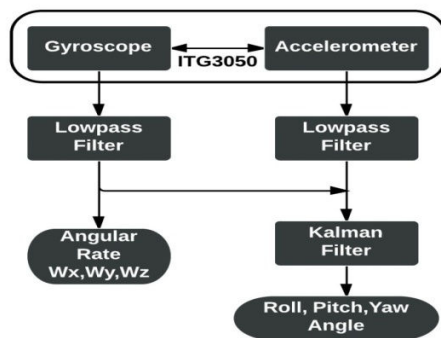 Gyroscope
Accelerometer
ITG3050
Lowpass
Filter
Lowpass
Filter
Angular
Rate
Wx,Wy,Wz
Kalman
Filter
Roll, Pitch,Yaw
Angle